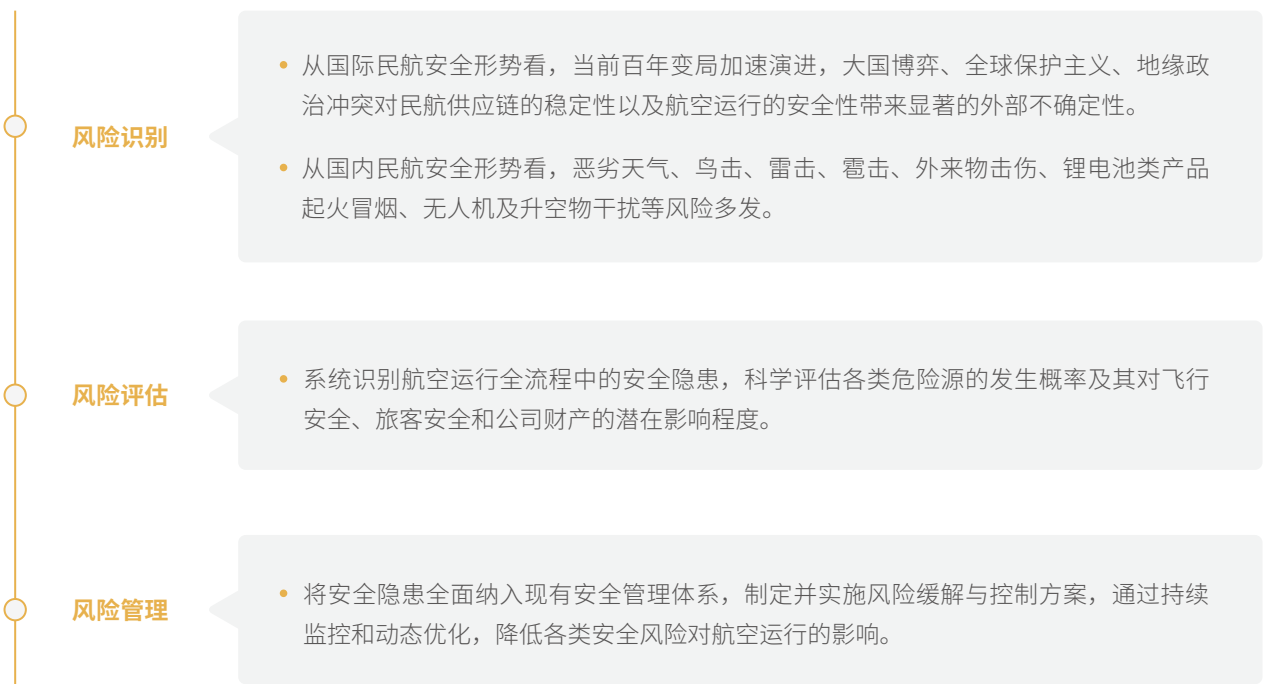 风险识别
• 从国际民航安全形势看，当前百年变局加速演进，大国博弈、全球保护主义、地缘政
治冲突对民航供应链的稳定性以及航空运行的安全性带来显著的外部不确定性。
• 从国内民航安全形势看，恶劣天气、鸟击、雷击、雹击、外来物击伤、锂电池类产品
起火冒烟、无人机及升空物干扰等风险多发。
风险评估
• 系统识别航空运行全流程中的安全隐患，科学评估各类危险源的发生概率及其对飞行
安全、旅客安全和公司财产的潜在影响程度。
风险管理
• 将安全隐患全面纳入现有安全管理体系，制定并实施风险缓解与控制方案，通过持续
监控和动态优化，降低各类安全风险对航空运行的影响。